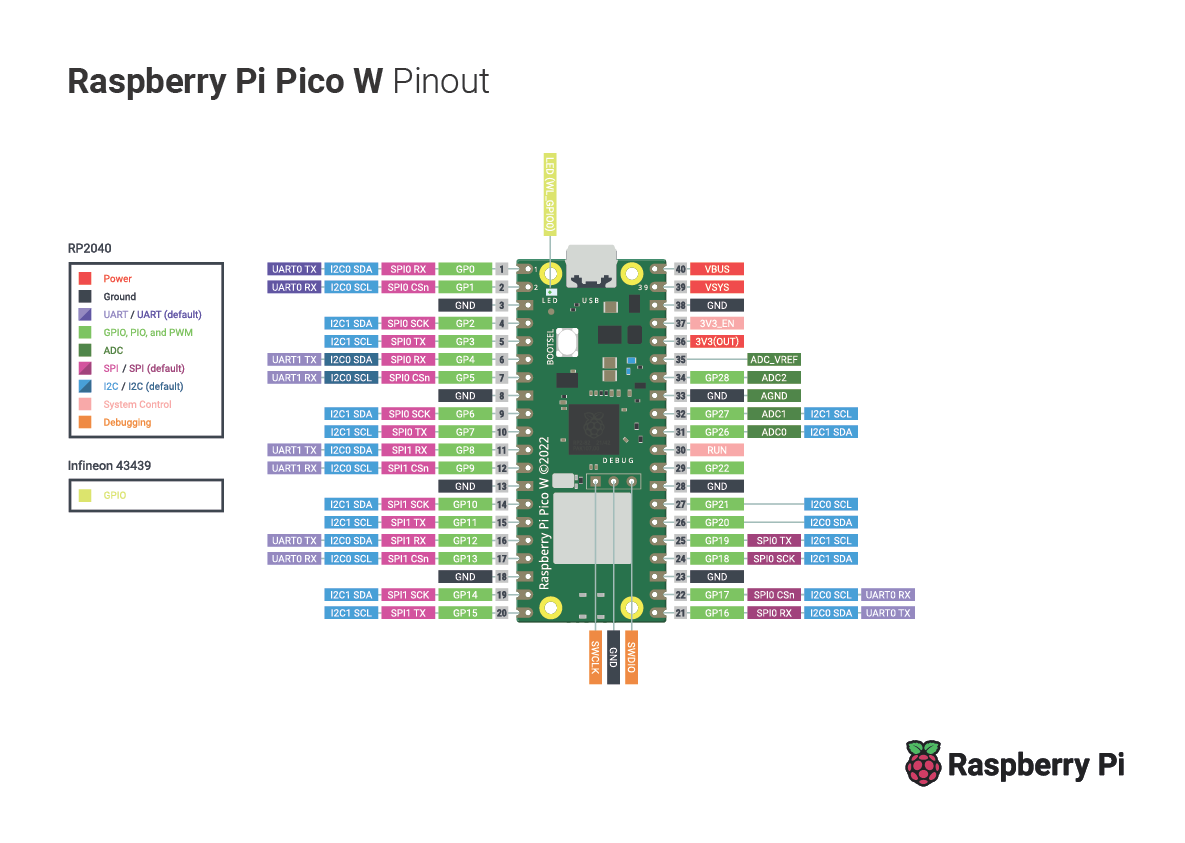 Raspberry Pi Pico W Pinout
LED (WL_GPIO0)
RP2040
Power
Ground
UART / UART (default)
GPIO, PIO, and PWM
ADC
SPI / SPI (default)
I2C / I2C (default)
System Control
Debugging
Infineon 43439
GPIO
UART0 TX I2C0 SDA SPI0 RX GP0 1
UART0 RX I2C0 SCL SPI0 CSn GP1 2
GND 3
I2C1 SDA SPI0 SCK GP2 4
I2C1 SCL SPI0 TX GP3 5
UART1 TX I2C0 SDA SPI0 RX GP4 6
UART1 RX I2C0 SCL SPI0 CSn GP5 7
GND 8
I2C1 SDA SPI0 SCK GP6 9
I2C1 SCL SPI0 TX GP7 10
UART1 TX I2C0 SDA SPI1 RX GP8 11
UART1 RX I2C0 SCL SPI1 CSn GP9 12
GND 13
I2C1 SDA SPI1 SCK GP10 14
I2C1 SCL SPI1 TX GP11 15
UART0 TX I2C0 SDA SPI1 RX GP12 16
UART0 RX I2C0 SCL SPI1 CSn GP13 17
GND 18
I2C1 SDA SPI1 SCK GP14 19
I2C1 SCL SPI1 TX GP15 20
1
2
39
LED
USB
BOOTSEL
DEBUG
Raspberry Pi Pico W ©2022
40 VBUS
39 VSYS
38 GND
37 3V3_EN
36 3V3(OUT)
35 ADC_VREF
34 GP28 ADC2
33 GND AGND
32 GP27 ADC1 I2C1 SCL
31 GP26 ADC0 I2C1 SDA
30 RUN
29 GP22
28 GND
27 GP21 I2C0 SCL
26 GP20 I2C0 SDA
25 GP19 SPI0 TX I2C1 SCL
24 GP18 SPI0 SCK I2C1 SDA
23 GND
22 GP17 SPI0 CSn I2C0 SCL UART0 RX
21 GP16 SPI0 RX I2C0 SDA UART0 TX
SWCLK
GND
SWDIO
Raspberry Pi